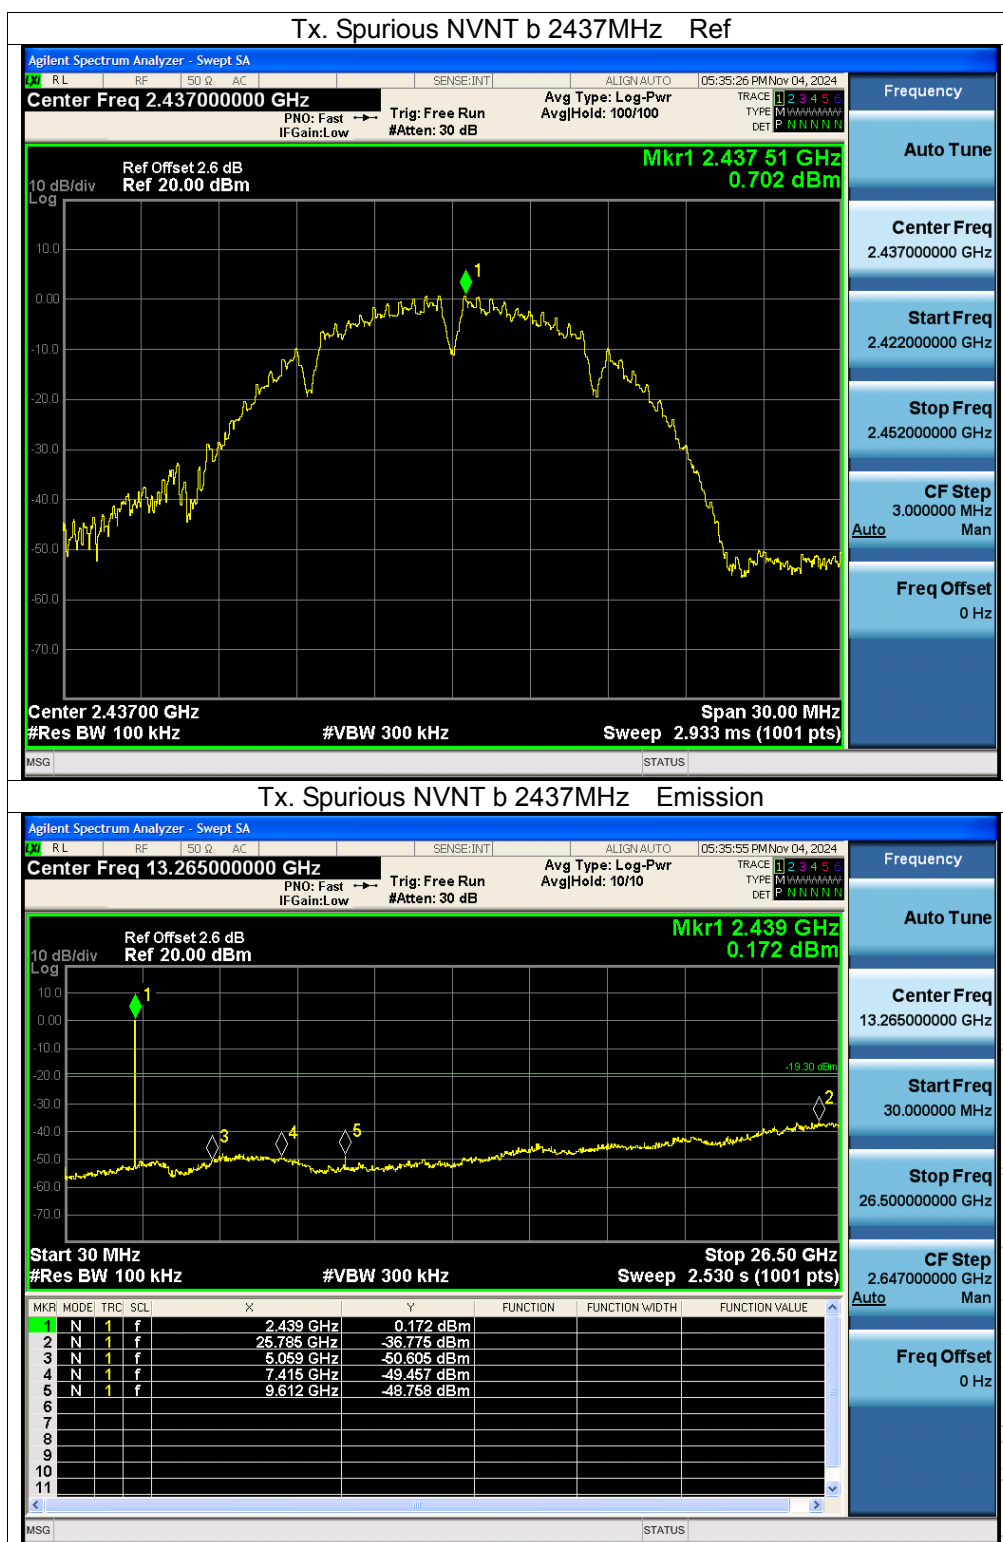 Tx. Spurious NVNT b 2437MHz Ref
Agilent Spectrum Analyzer - Swept SA
LXI RL RF 50 Ω AC SENSE:INT ALIGN AUTO 05:35:26 PM Nov 04, 2024
Center Freq 2.437000000 GHz
PNO: Fast
IFGain:Low
Trig: Free Run
#Atten: 30 dB
Avg Type: Log-Pwr
Avg|Hold: 100/100
TRACE 1 2 3 4 5 6
TYPE M W W W W W
DET P N N N N N
Ref Offset 2.6 dB
Ref 20.00 dBm
10 dB/div
Log
Mkr1 2.437 51 GHz
0.702 dBm
10.0
0.00
-10.0
-20.0
-30.0
-40.0
-50.0
-60.0
-70.0
1
Center 2.43700 GHz Span 30.00 MHz
#Res BW 100 kHz #VBW 300 kHz Sweep 2.933 ms (1001 pts)
MSG STATUS
Frequency
Auto Tune
Center Freq
2.437000000 GHz
Start Freq
2.422000000 GHz
Stop Freq
2.452000000 GHz
CF Step
3.000000 MHz
Auto Man
Freq Offset
0 Hz
Tx. Spurious NVNT b 2437MHz Emission
Agilent Spectrum Analyzer - Swept SA
LXI RL RF 50 Ω AC SENSE:INT ALIGN AUTO 05:35:55 PM Nov 04, 2024
Center Freq 13.265000000 GHz
PNO: Fast
IFGain:Low
Trig: Free Run
#Atten: 30 dB
Avg Type: Log-Pwr
Avg|Hold: 10/10
TRACE 1 2 3 4 5 6
TYPE M W W W W W
DET P N N N N N
Ref Offset 2.6 dB
Ref 20.00 dBm
10 dB/div
Log
Mkr1 2.439 GHz
0.172 dBm
10.0
0.00
-10.0
-20.0
-30.0
-40.0
-50.0
-60.0
-70.0
1
-19.30 dBm
2
3
4
5
Start 30 MHz Stop 26.50 GHz
#Res BW 100 kHz #VBW 300 kHz Sweep 2.530 s (1001 pts)
MKR MODE TRC SCL X Y FUNCTION FUNCTION WIDTH FUNCTION VALUE
1 N 1 f 2.439 GHz 0.172 dBm
2 N 1 f 25.785 GHz -36.775 dBm
3 N 1 f 5.059 GHz -50.605 dBm
4 N 1 f 7.415 GHz -49.457 dBm
5 N 1 f 9.612 GHz -48.758 dBm
6
7
8
9
10
11
MSG STATUS
Frequency
Auto Tune
Center Freq
13.265000000 GHz
Start Freq
30.000000 MHz
Stop Freq
26.500000000 GHz
CF Step
2.647000000 GHz
Auto Man
Freq Offset
0 Hz